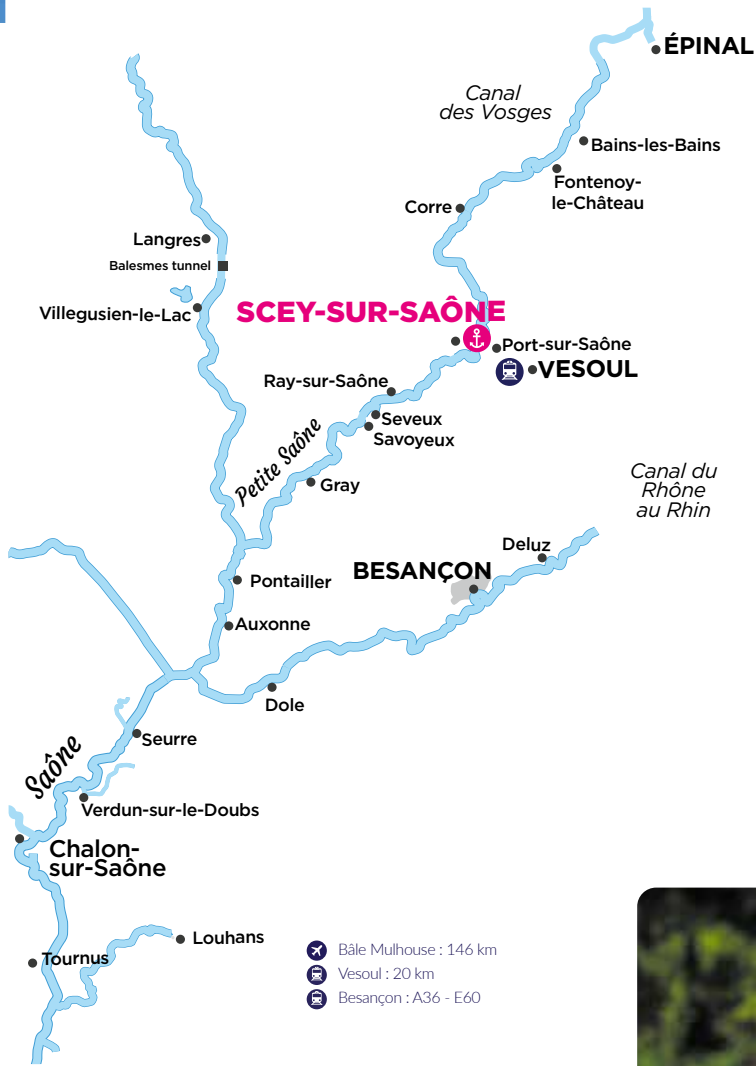 ÉPINAL
Canal
des Vosges
Bains-les-Bains
Fontenoy-
le-Château
Corre
Langres
Balesmes tunnel
Villegusien-le-Lac
SCEY-SUR-SAÔNE
Port-sur-Saône
VESOUL
Ray-sur-Saône
Seveux
Savoyeux
Petite Saône
Gray
Canal du
Rhône
au Rhin
Deluz
BESANÇON
Pontailler
Auxonne
Dole
Seurre
Saône
Verdun-sur-le-Doubs
Chalon-
sur-Saône
Louhans
Tournus
Bâle Mulhouse : 146 km
Vesoul : 20 km
Besançon : A36 - E60